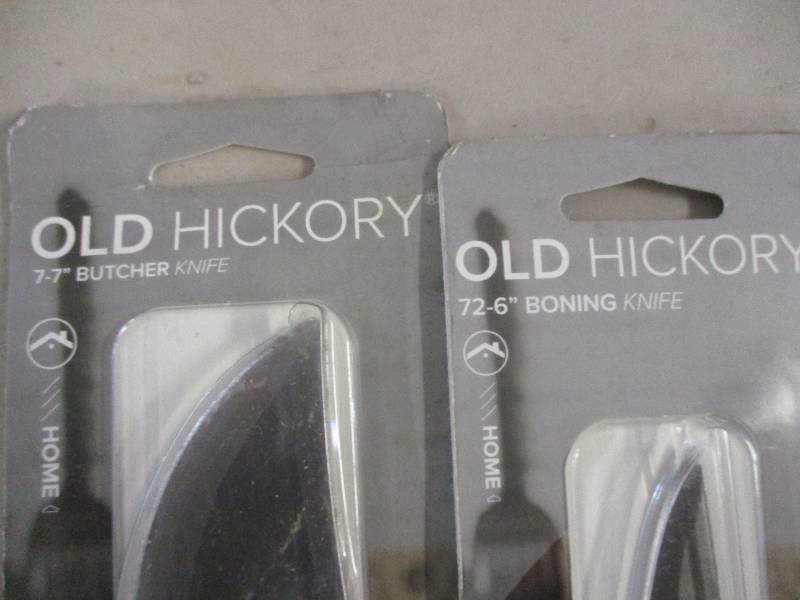 OLD HICKORY®
7-7" BUTCHER KNIFE
HOME
OLD HICKORY
72-6" BONING KNIFE
HOME